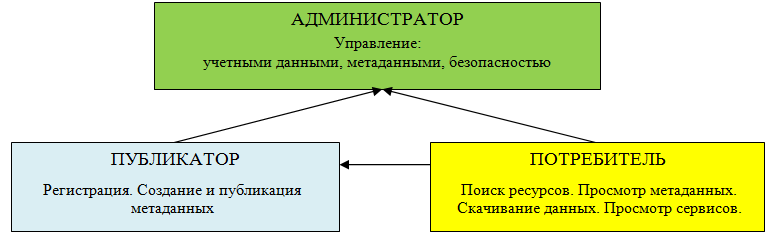 АДМИНИСТРАТОР
Управление:
учетными данными, метаданными, безопасностью
ПУБЛИКАТОР
Регистрация. Создание и публикация
метаданных
ПОТРЕБИТЕЛЬ
Поиск ресурсов. Просмотр метаданных.
Скачивание данных. Просмотр сервисов.